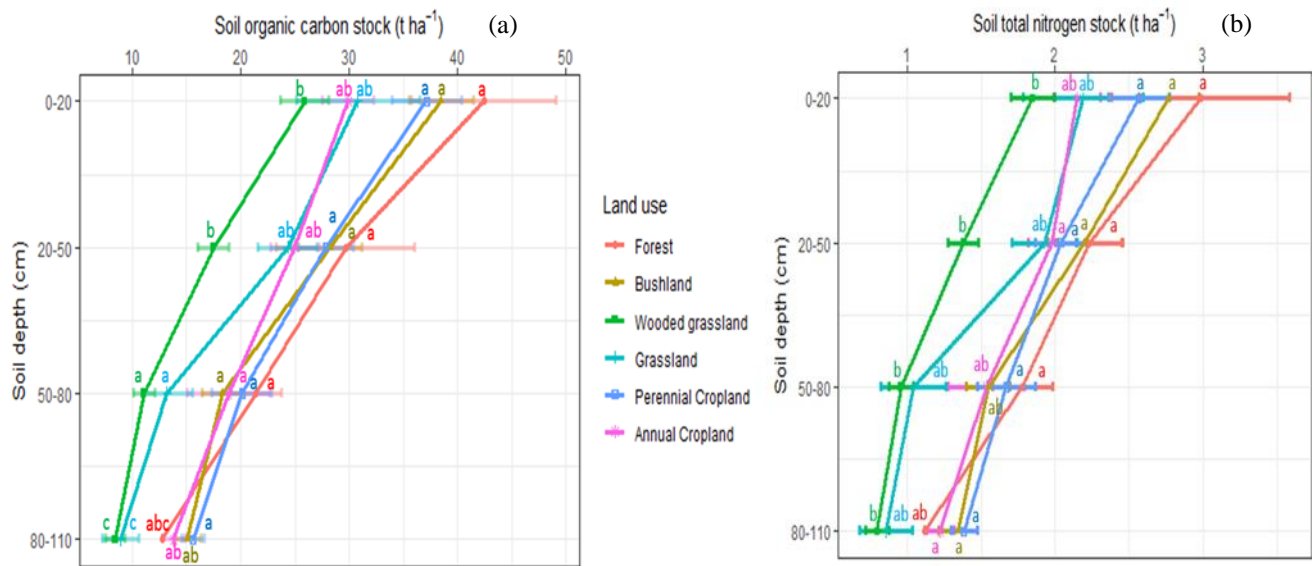 Soil organic carbon stock (t ha⁻¹) (a)
10 20 30 40 50
0-20
20-50
50-80
80-110
Soil depth (cm)
b ab ab a a a
b ab ab a a a
a a a a a a
c c abc ab ab a
Land use
Forest
Bushland
Wooded grassland
Grassland
Perennial Cropland
Annual Cropland
Soil total nitrogen stock (t ha⁻¹) (b)
1 2 3
0-20
20-50
50-80
80-110
Soil depth (cm)
b ab ab a a a
b ab a a a a
b ab ab ab a a
b ab ab a a a